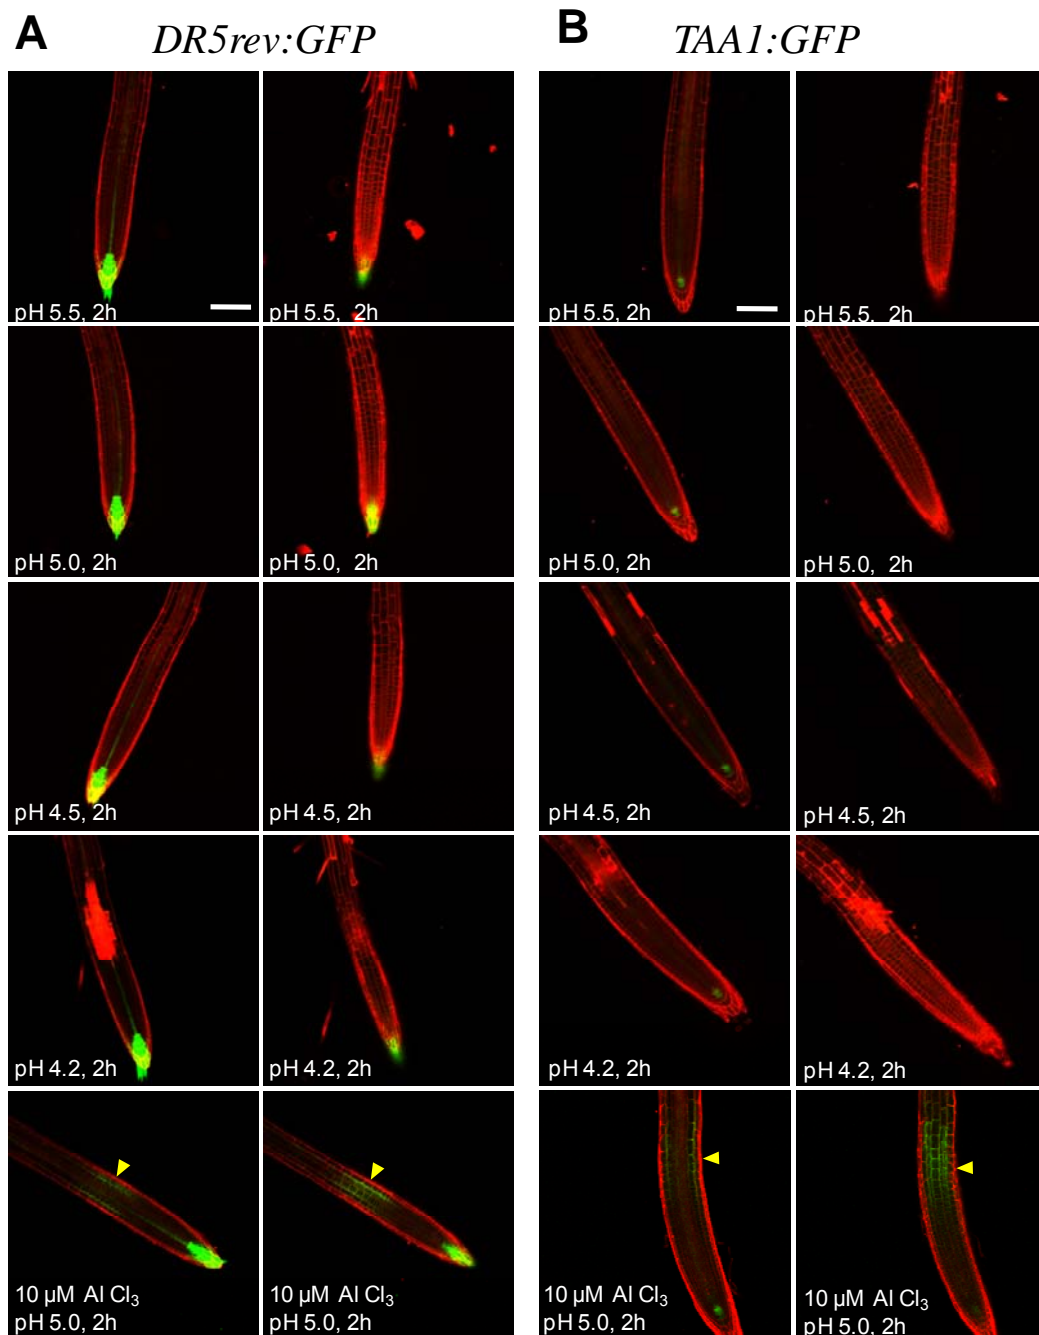 A DR5rev:GFP
B TAA1:GFP
pH 5.5, 2h
pH 5.5, 2h
pH 5.5, 2h
pH 5.5, 2h
pH 5.0, 2h
pH 5.0, 2h
pH 5.0, 2h
pH 5.0, 2h
pH 4.5, 2h
pH 4.5, 2h
pH 4.5, 2h
pH 4.5, 2h
pH 4.2, 2h
pH 4.2, 2h
pH 4.2, 2h
pH 4.2, 2h
10 µM Al Cl₃
pH 5.0, 2h
10 µM Al Cl₃
pH 5.0, 2h
10 µM Al Cl₃
pH 5.0, 2h
10 µM Al Cl₃
pH 5.0, 2h